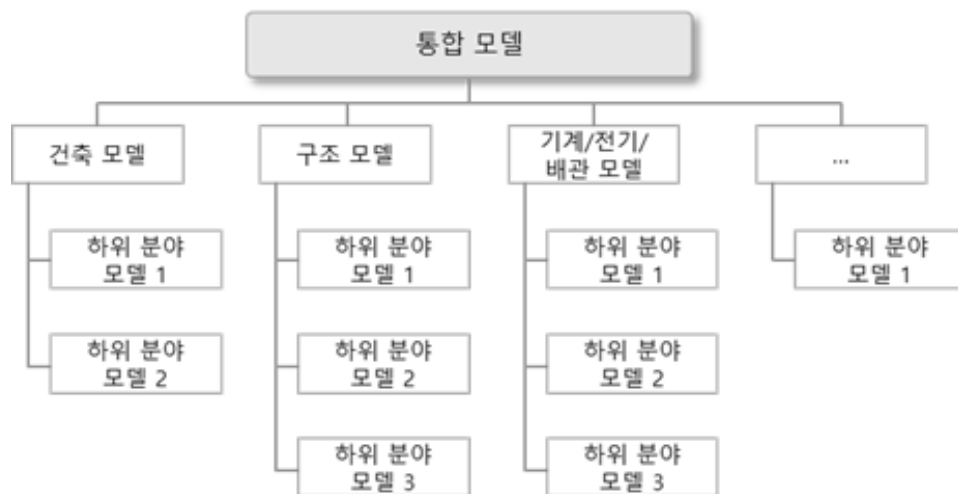 통합 모델
건축 모델
구조 모델
기계/전기/
배관 모델
...
하위 분야
모델 1
하위 분야
모델 1
하위 분야
모델 1
하위 분야
모델 1
하위 분야
모델 2
하위 분야
모델 2
하위 분야
모델 2
하위 분야
모델 3
하위 분야
모델 3